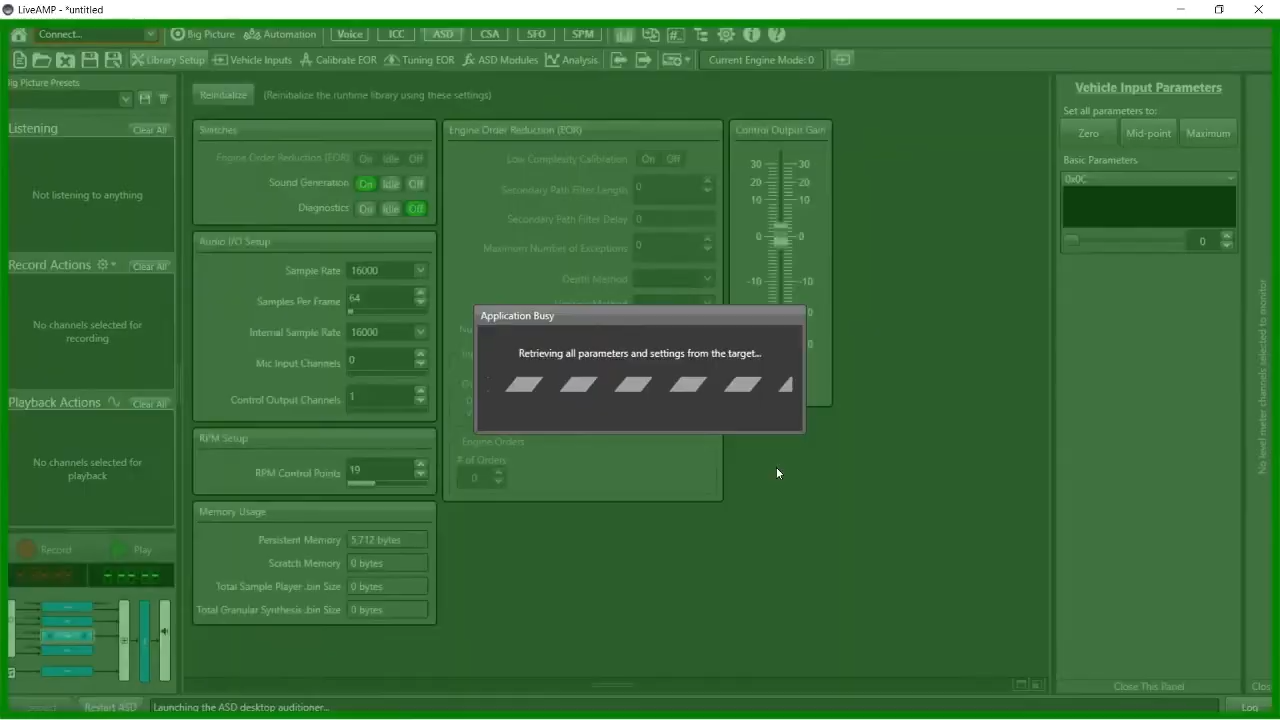 LiveAMP - *untitled
Connect... Big Picture Automation Voice ICC ASD CSA SFO SPM
Library Setup Vehicle Inputs Calibrate EOR Tuning EOR ASD Modules Analysis Current Engine Mode: 0
Big Picture Presets
Listening Clear All
Not listening to anything
Record Actions Clear All
No channels selected for
recording
Playback Actions Clear All
No channels selected for
playback
Record Play
Reinitialize (Reinitialize the runtime library using these settings)
Switches
Engine Order Reduction (EOR) On Idle Off
Sound Generation On Idle Off
Diagnostics On Idle Off
Audio I/O Setup
Sample Rate 16000
Samples Per Frame 64
Internal Sample Rate 16000
Mic Input Channels 0
Control Output Channels 1
RPM Setup
RPM Control Points 19
Memory Usage
Persistent Memory 5,712 bytes
Scratch Memory 0 bytes
Total Sample Player .bin Size 0 bytes
Total Granular Synthesis .bin Size 0 bytes
Engine Order Reduction (EOR)
Low Complexity Calibration On Off
Secondary Path Filter Length 0
Secondary Path Filter Delay 0
Maximum Number of Exceptions 0
Depth Method
Engine Orders
# of Orders
0
Control Output Gain
30 30
20 20
10 10
0 0
-10 -10
Application Busy
Retrieving all parameters and settings from the target...
Vehicle Input Parameters
Set all parameters to:
Zero Mid-point Maximum
Basic Parameters
0x0C
0
Close This Panel
No level meter channels selected to monitor
Clos
Restart ASD Launching the ASD desktop auditioner... Log